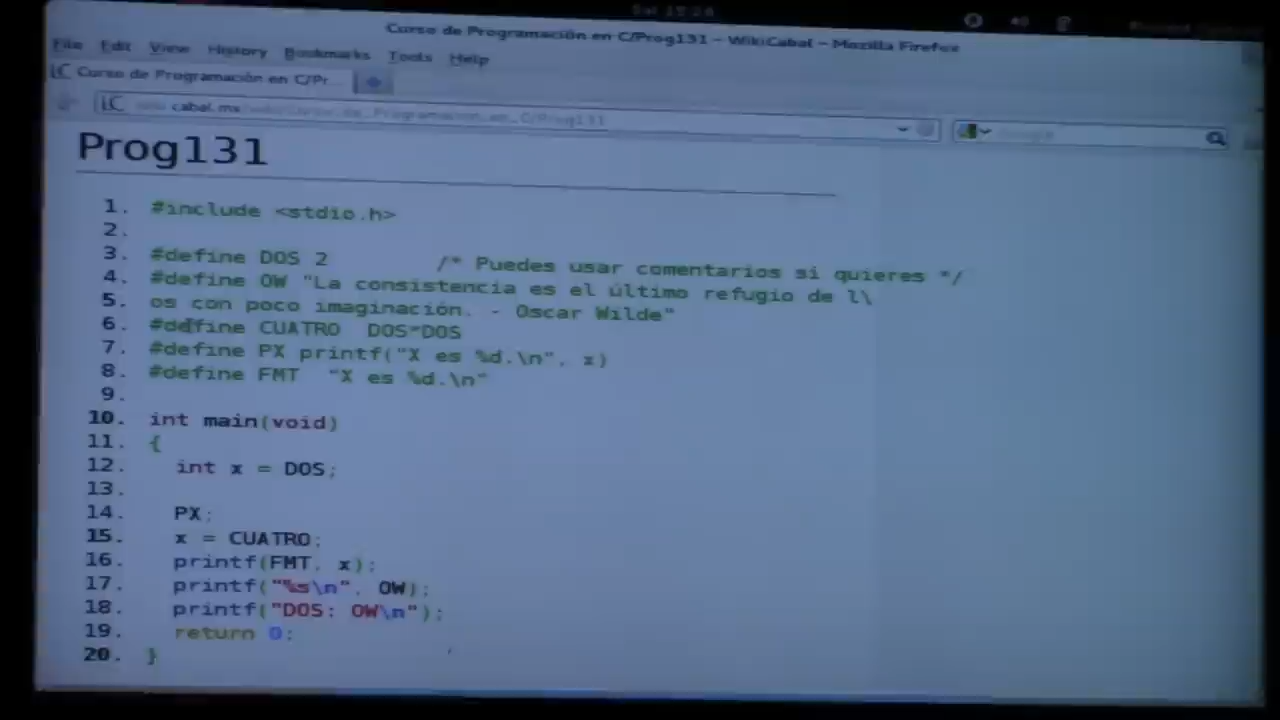 Curso de Programación en C/Prog131 - WikiCabal - Mozilla Firefox
File Edit View History Bookmarks Tools Help
Curso de Programación en C/Pr...
cabal.mx
Prog131
1. #include <stdio.h>
2.
3. #define DOS 2 /* Puedes usar comentarios si quieres */
4. #define OW "La consistencia es el último refugio de l\
5. os con poco imaginación. - Oscar Wilde"
6. #define CUATRO DOS*DOS
7. #define PX printf("X es %d.\n", x)
8. #define FMT "X es %d.\n"
9.
10. int main(void)
11. {
12. int x = DOS;
13.
14. PX;
15. x = CUATRO;
16. printf(FMT, x);
17. printf("%s\n", OW);
18. printf("DOS: OW\n");
19. return 0;
20. }